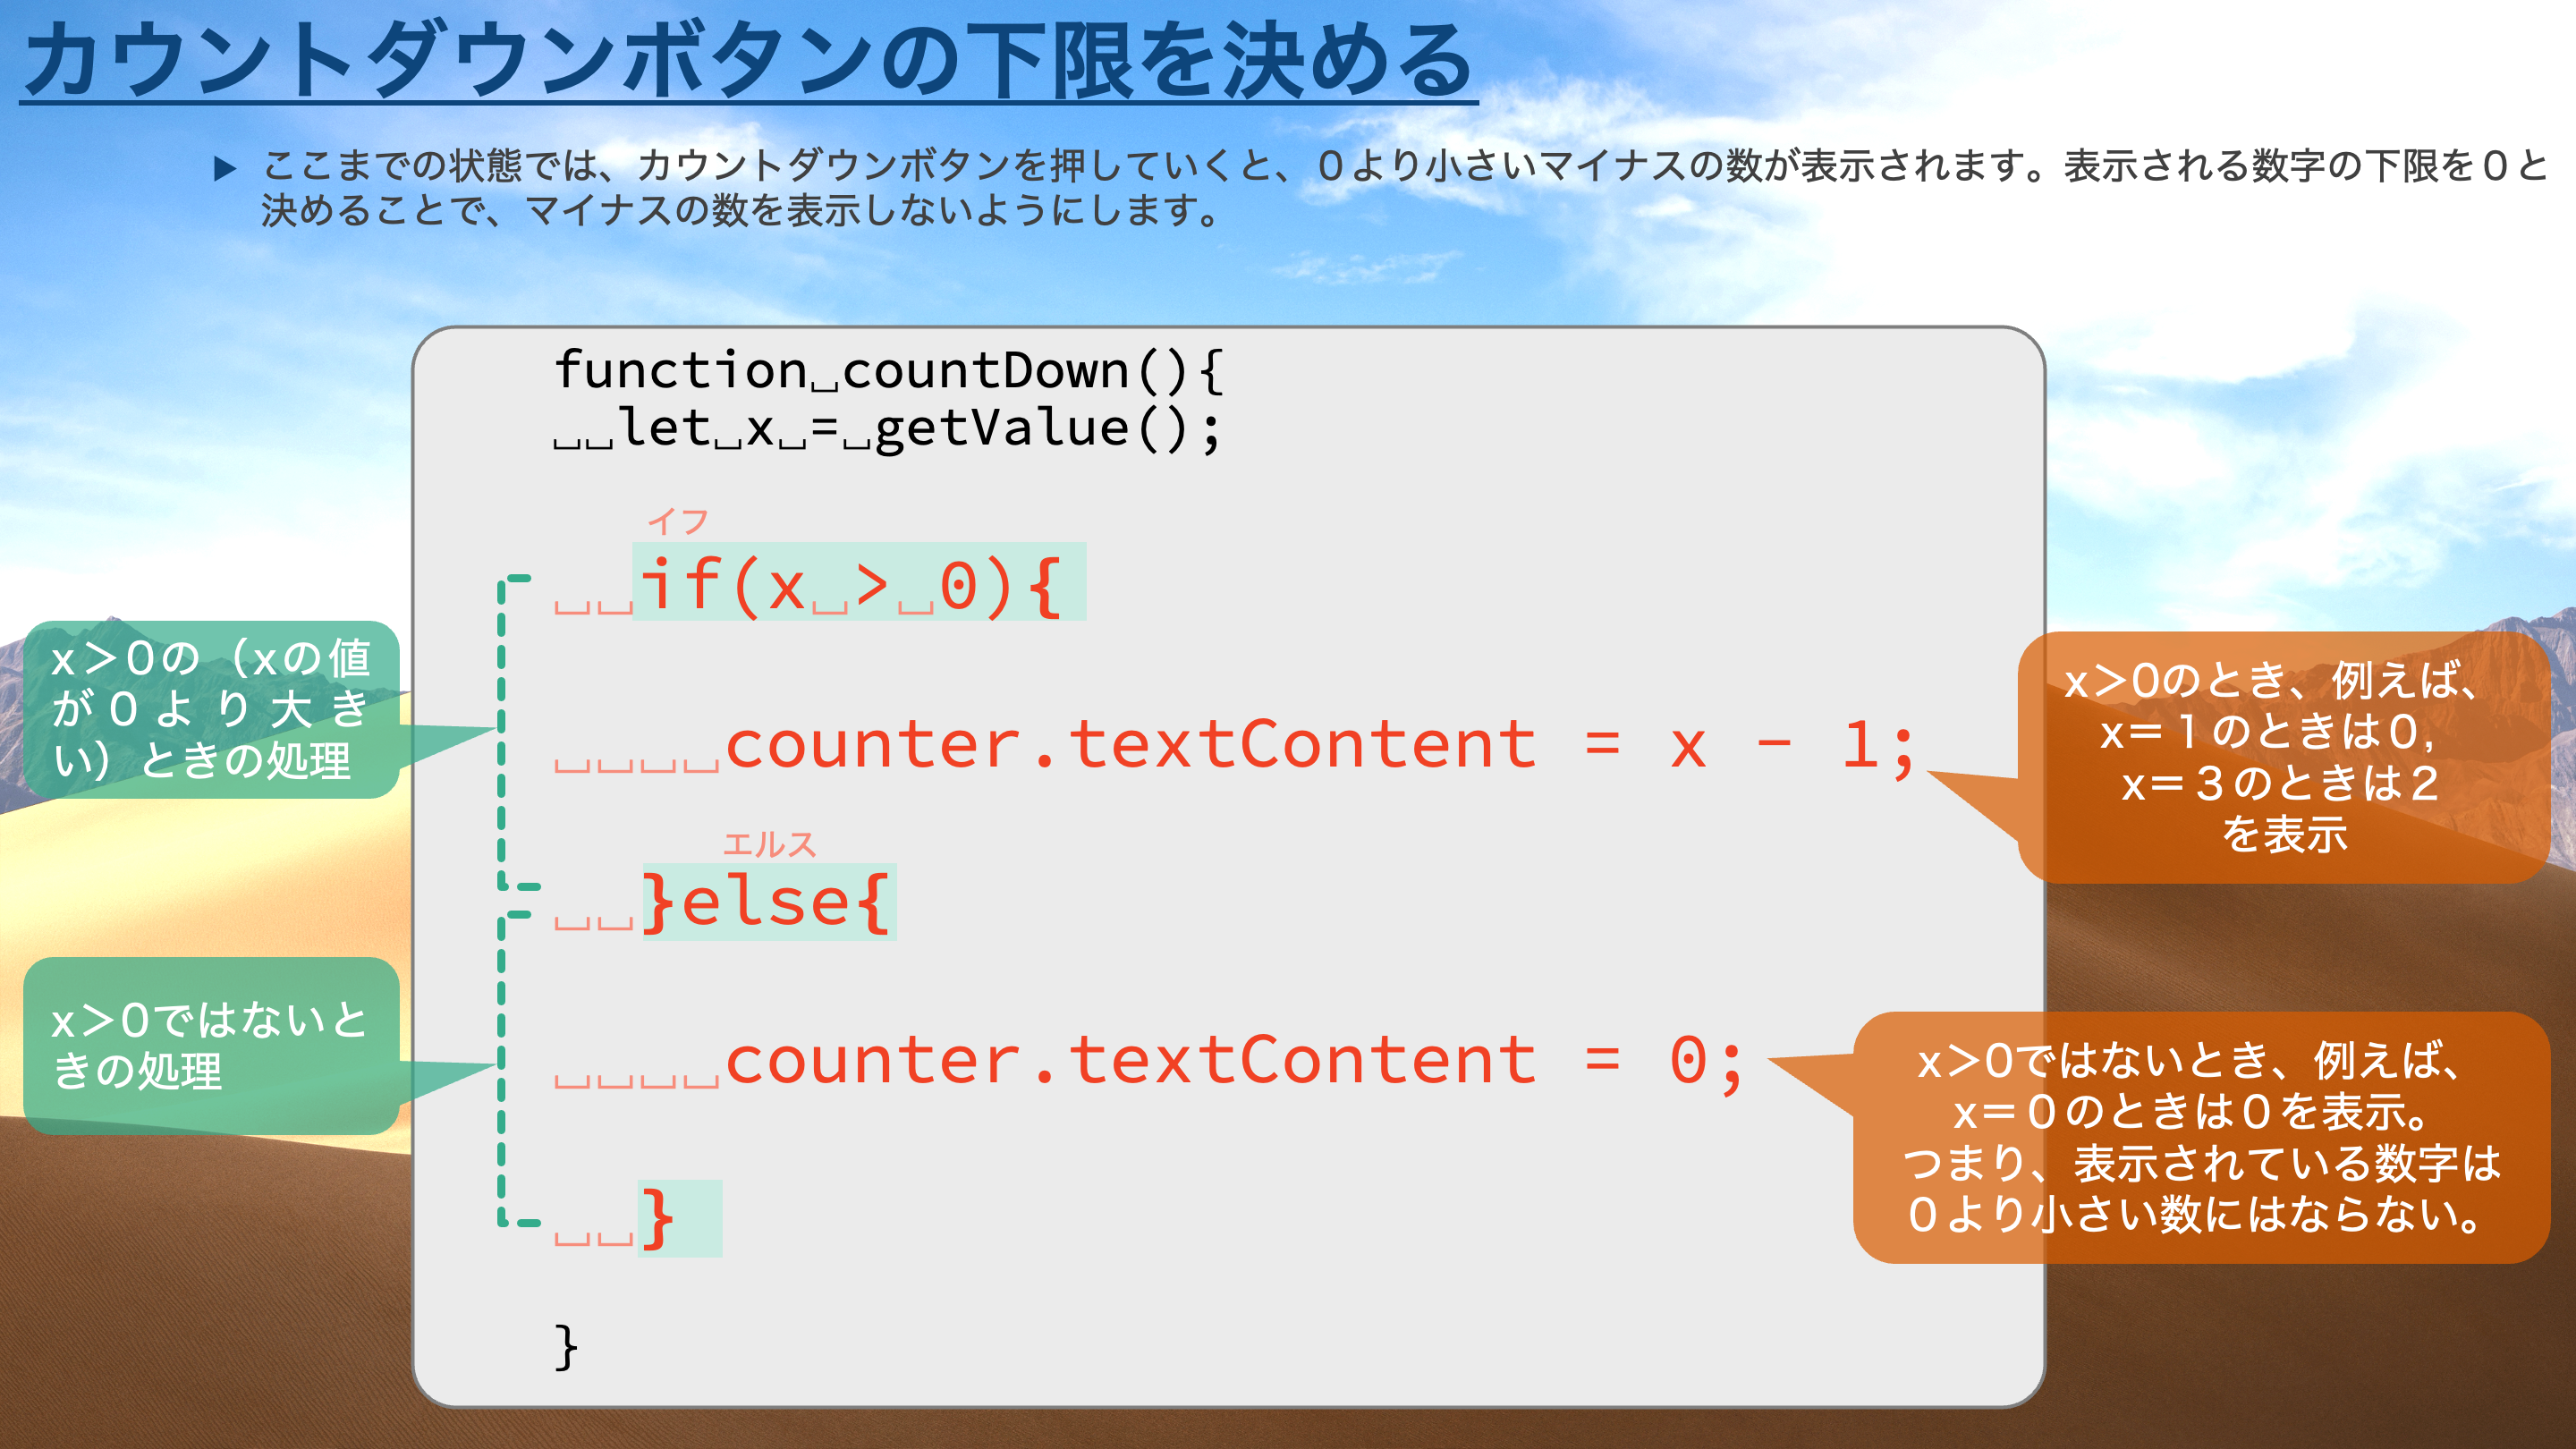 カウントダウンボタンの下限を決める
▶ ここまでの状態では、カウントダウンボタンを押していくと、０より小さいマイナスの数が表示されます。表示される数字の下限を０と
決めることで、マイナスの数を表示しないようにします。
function␣countDown(){
␣␣let␣x␣=␣getValue();
イフ
␣␣if(x␣>␣0){
x＞0の（xの値
が０より大き
い）ときの処理
␣␣␣␣counter.textContent = x - 1;
x＞0のとき、例えば、
x＝１のときは０,
x＝３のときは２
を表示
エルス
␣␣}else{
x＞0ではないと
きの処理
␣␣␣␣counter.textContent = 0;
x＞0ではないとき、例えば、
x＝０のときは０を表示。
つまり、表示されている数字は
０より小さい数にはならない。
␣␣}
}